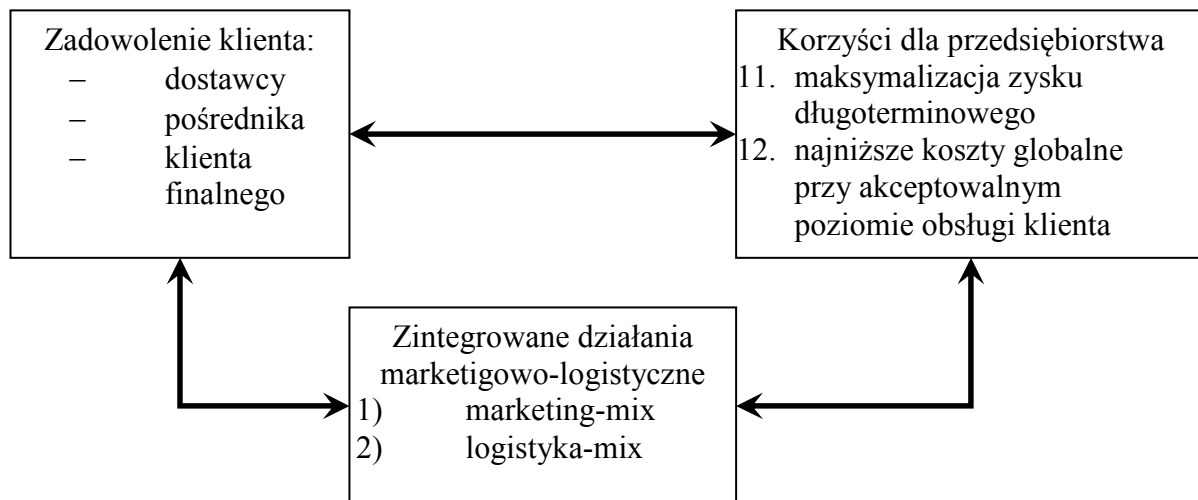 Zadowolenie klienta:
– dostawcy
– pośrednika
– klienta
finalnego
Korzyści dla przedsiębiorstwa
11. maksymalizacja zysku
długoterminowego
12. najniższe koszty globalne
przy akceptowalnym
poziomie obsługi klienta
Zintegrowane działania
marketigowo-logistyczne
1) marketing-mix
2) logistyka-mix